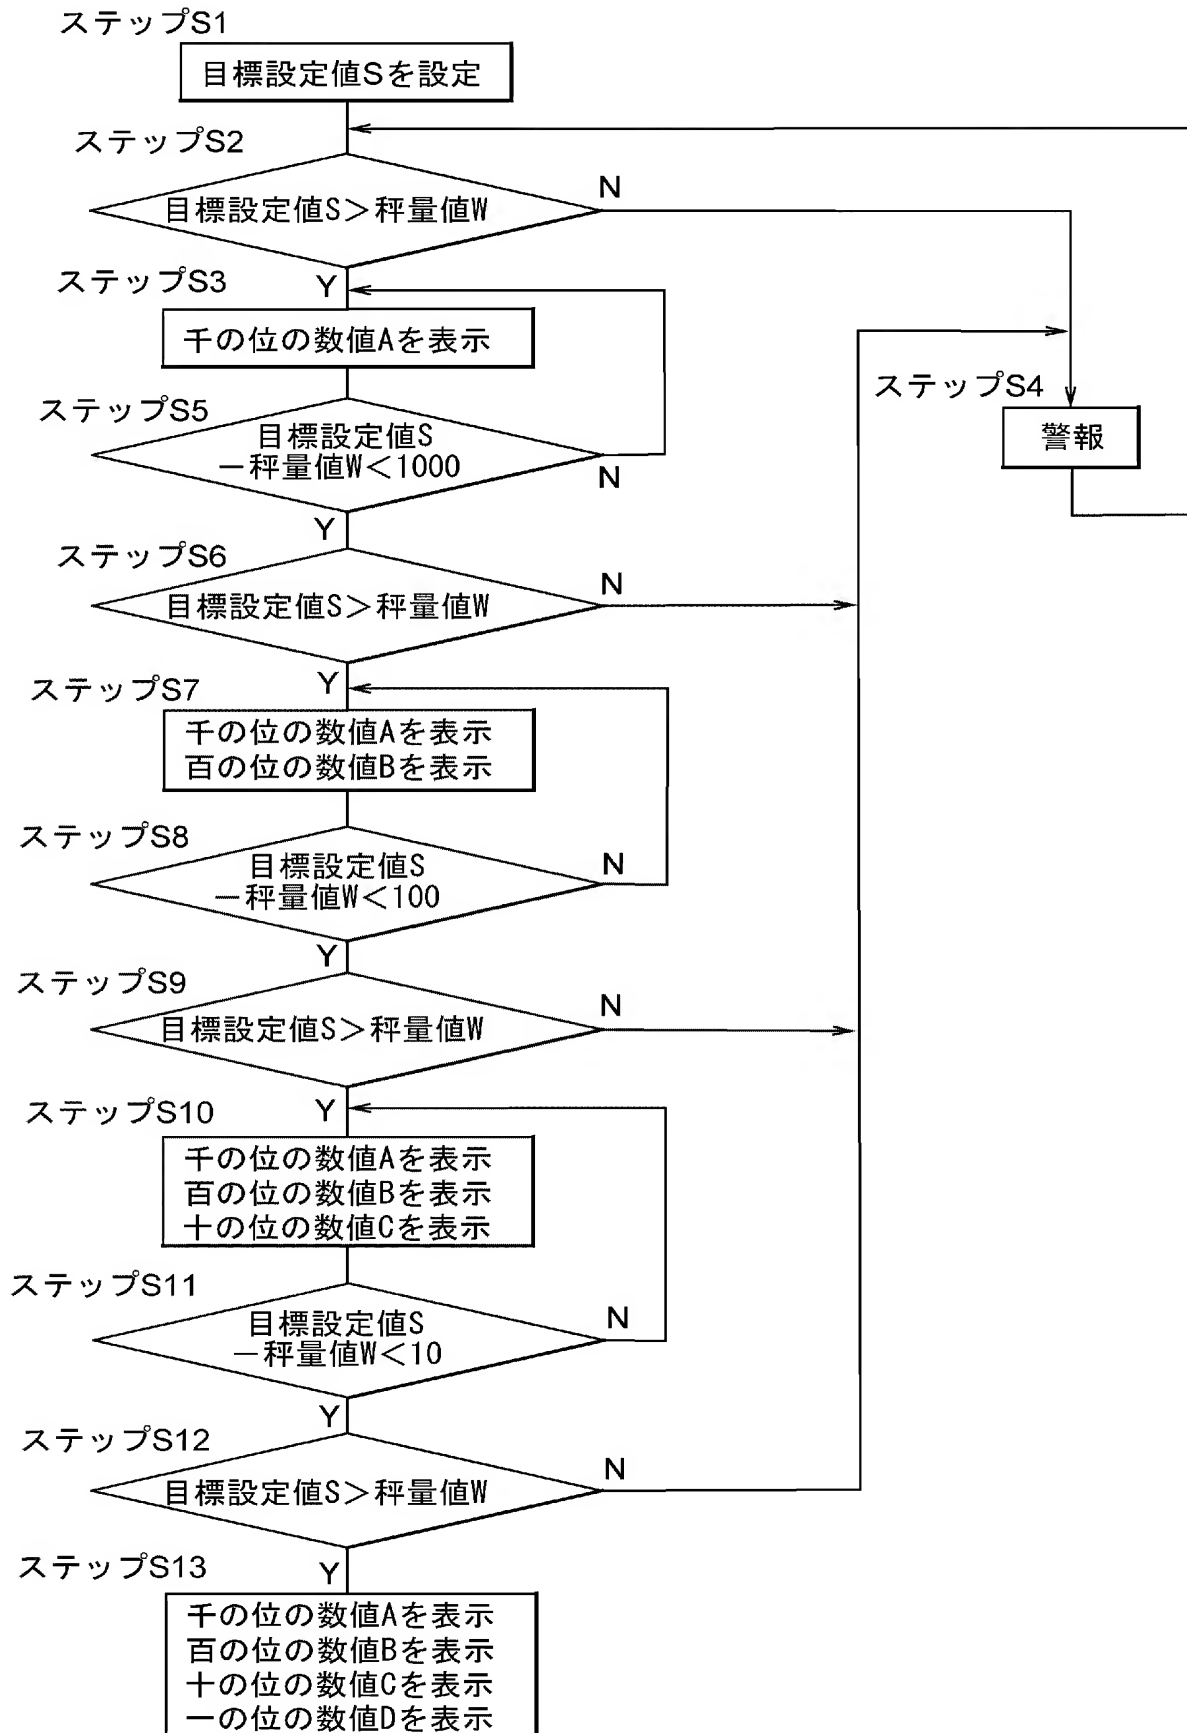 ステップS1
目標設定値Sを設定
ステップS2
目標設定値S＞秤量値W
N
Y
ステップS3
千の位の数値Aを表示
ステップS4
警報
ステップS5
目標設定値S
－秤量値W＜1000
N
Y
ステップS6
目標設定値S＞秤量値W
N
Y
ステップS7
千の位の数値Aを表示
百の位の数値Bを表示
ステップS8
目標設定値S
－秤量値W＜100
N
Y
ステップS9
目標設定値S＞秤量値W
N
Y
ステップS10
千の位の数値Aを表示
百の位の数値Bを表示
十の位の数値Cを表示
ステップS11
目標設定値S
－秤量値W＜10
N
Y
ステップS12
目標設定値S＞秤量値W
N
Y
ステップS13
千の位の数値Aを表示
百の位の数値Bを表示
十の位の数値Cを表示
一の位の数値Dを表示